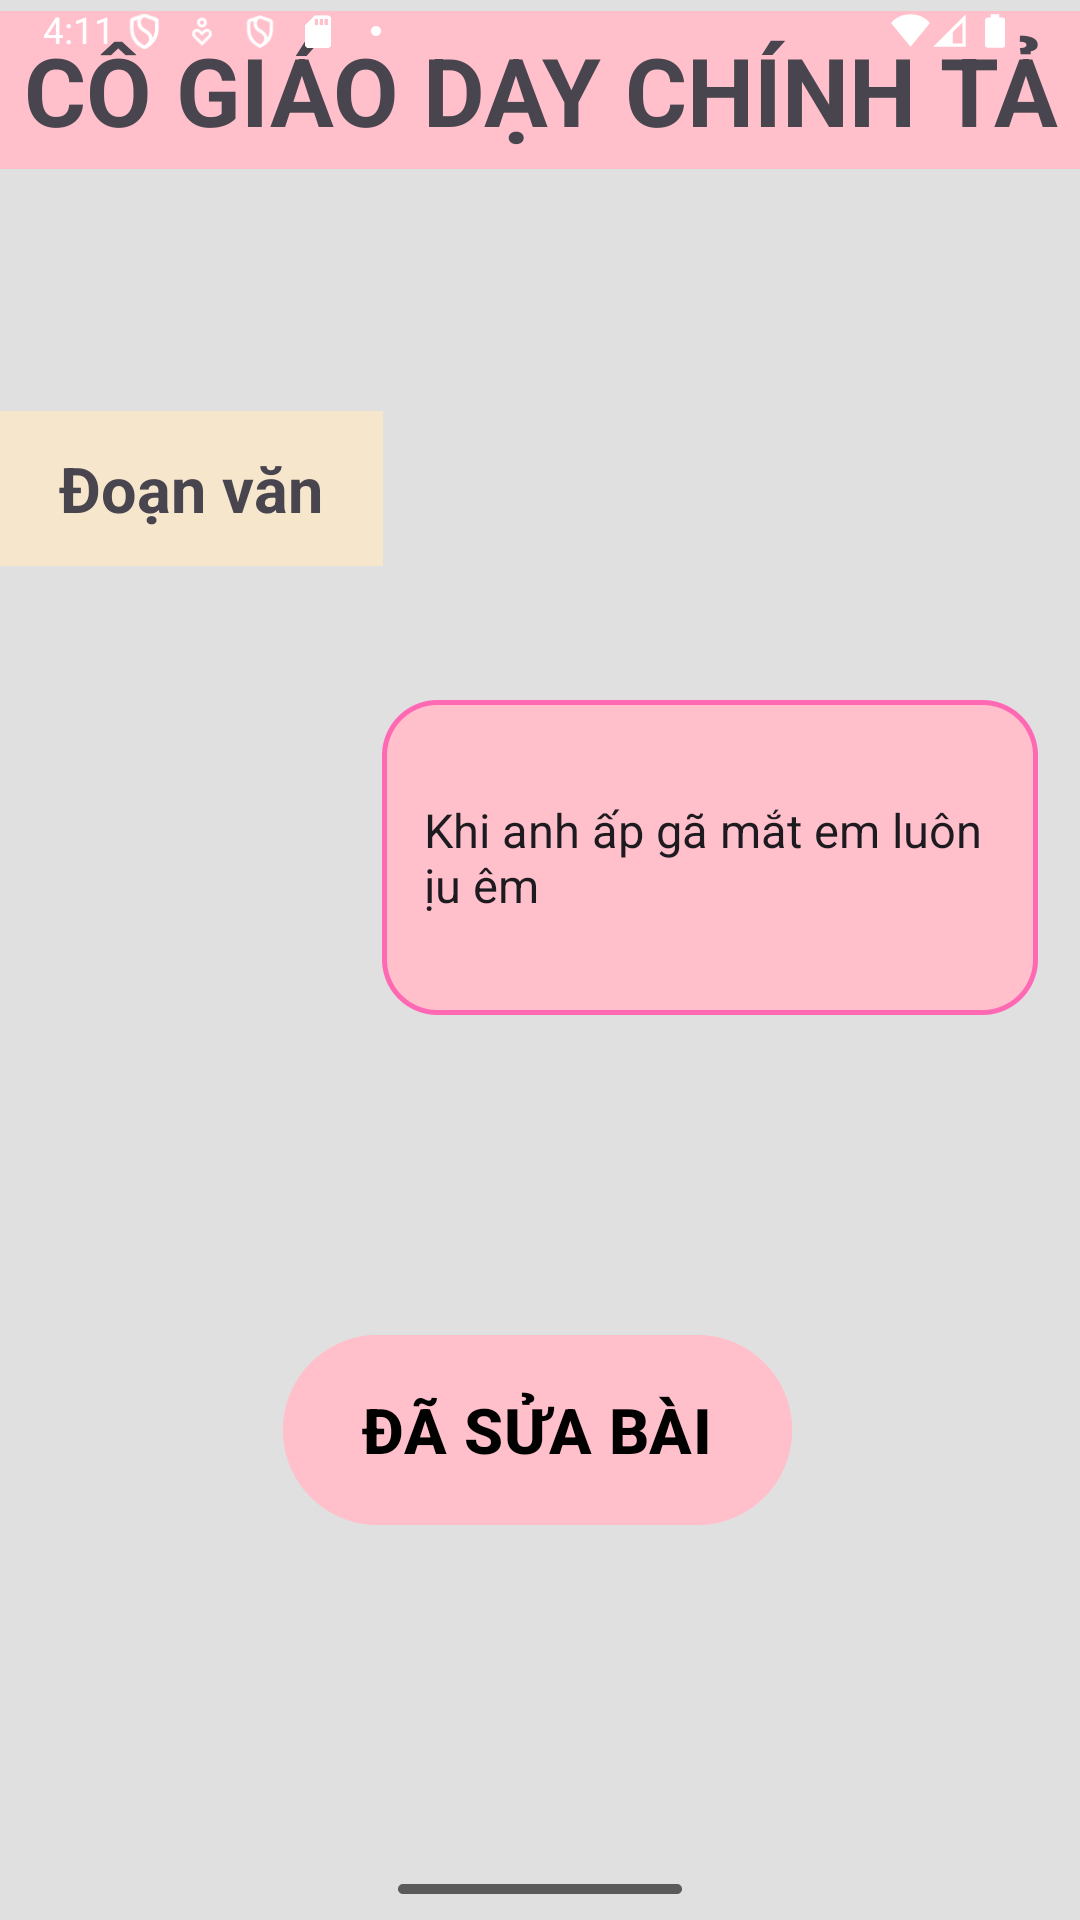 4:11
CÔ GIÁO DẠY CHÍNH TẢ
Đoạn văn
Khi anh ấp gã mắt em luôn
ịu êm
ĐÃ SỬA BÀI